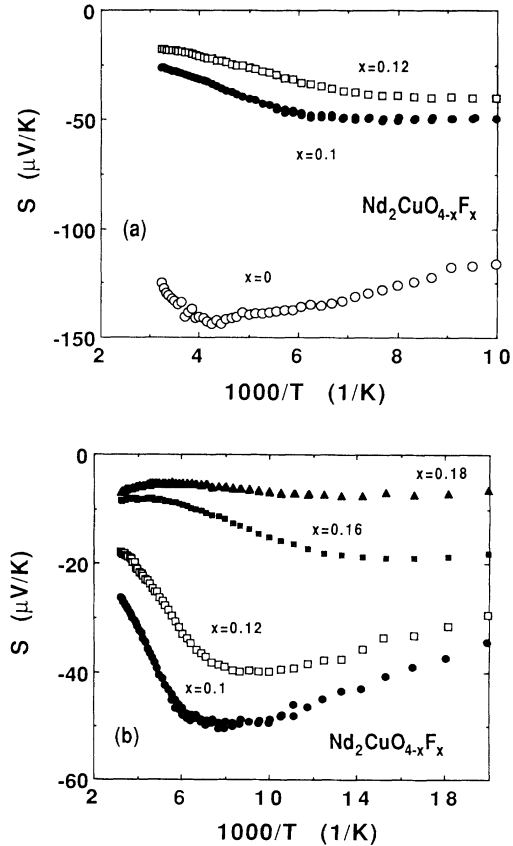 0
-50
-100
-150
S (μV/K)
x=0.12
x=0.1
Nd₂CuO₄₋ₓFₓ
(a)
x=0
2 4 6 8 10
1000/T (1/K)
0
-20
-40
-60
S (μV/K)
x=0.18
x=0.16
x=0.12
x=0.1
(b)
Nd₂CuO₄₋ₓFₓ
2 6 10 14 18
1000/T (1/K)